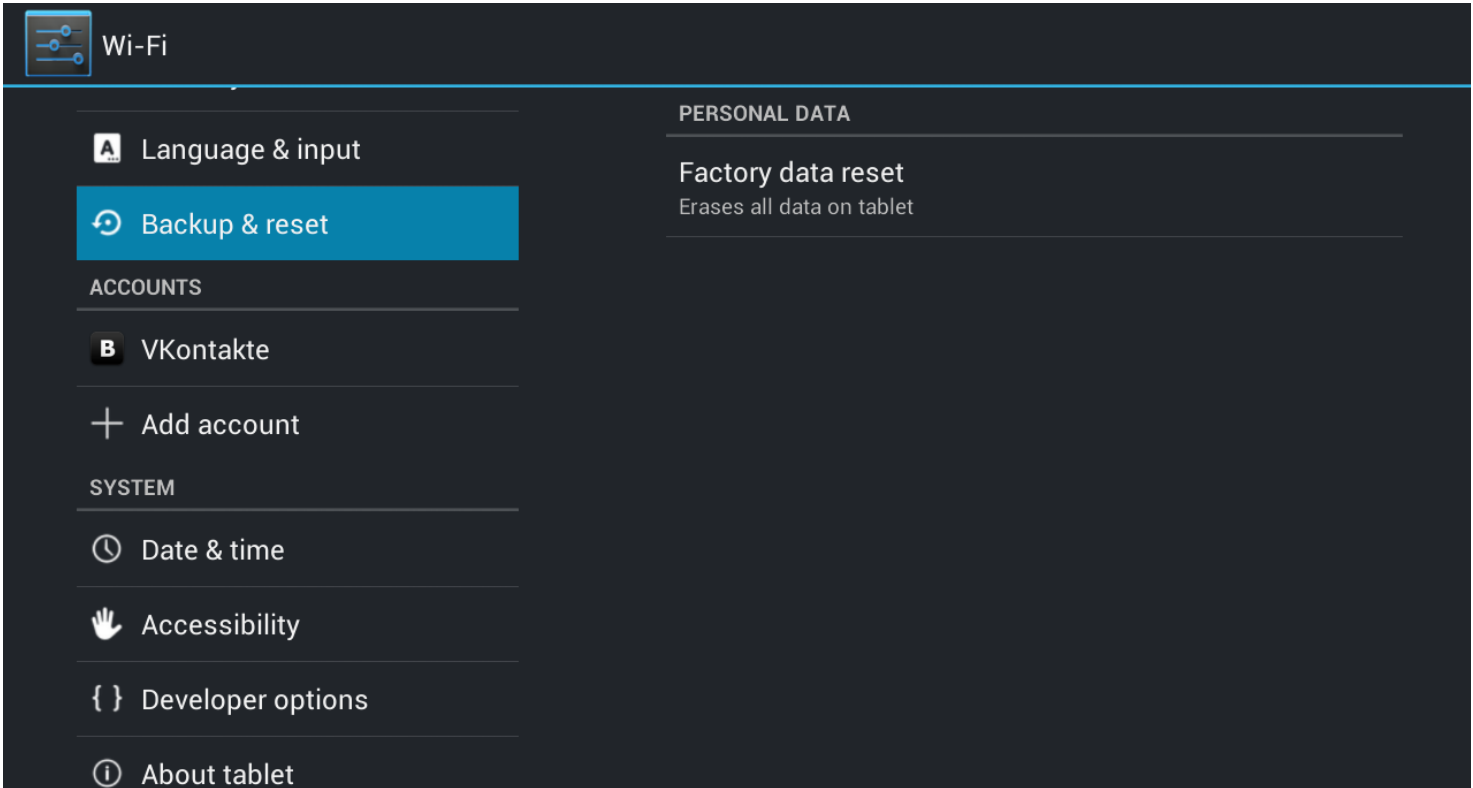 Wi-Fi
Language & input
Backup & reset
ACCOUNTS
B VKontakte
Add account
SYSTEM
Date & time
Accessibility
{ } Developer options
About tablet
PERSONAL DATA
Factory data reset
Erases all data on tablet